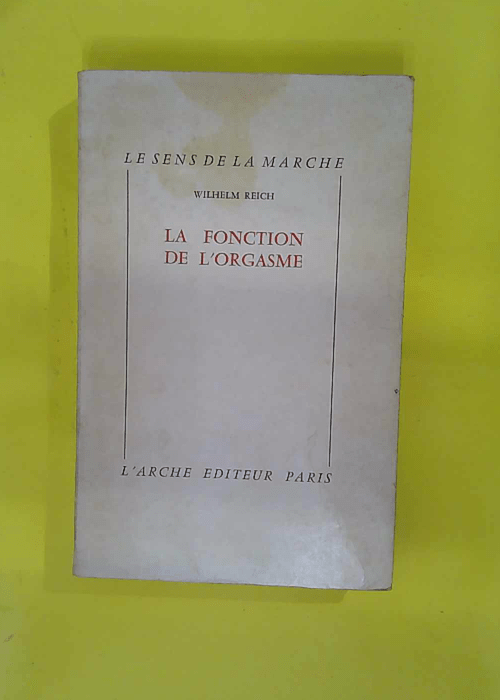 LE SENS DE LA MARCHE
WILHELM REICH
LA FONCTION
DE L'ORGASME
L'ARCHE EDITEUR PARIS